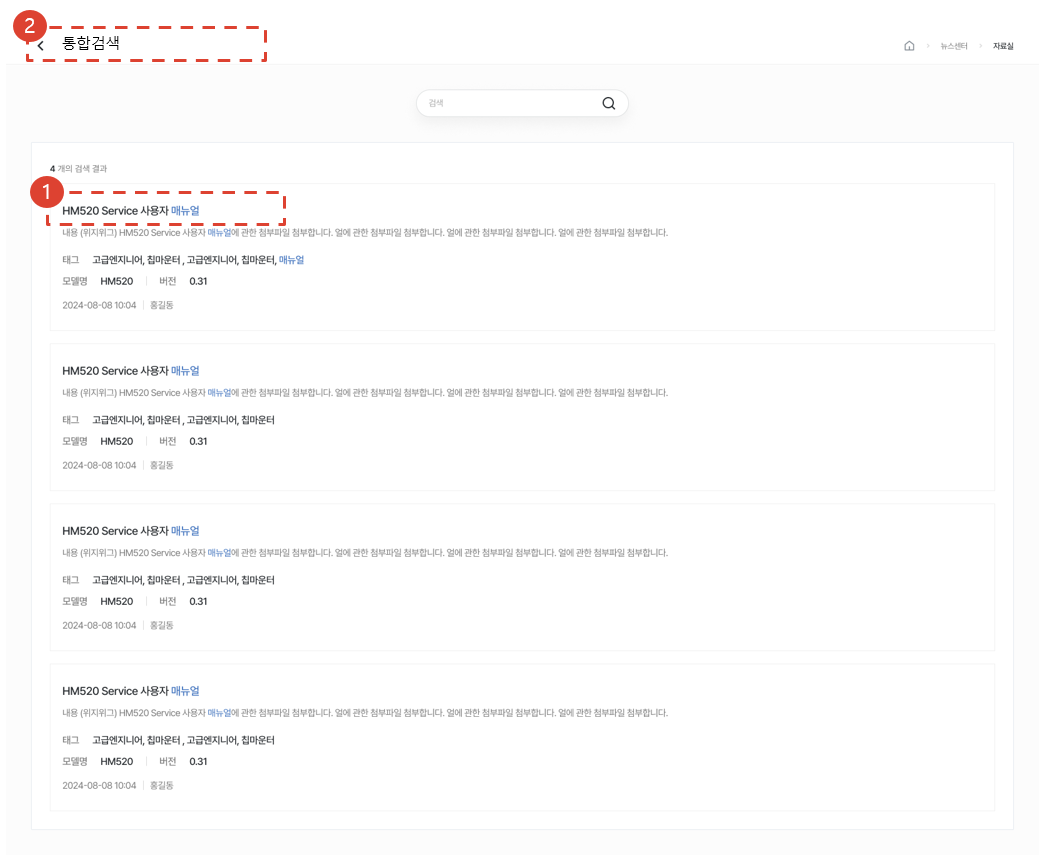 2
통합검색
뉴스센터 > 자료실
검색
4 개의 검색 결과
1
HM520 Service 사용자 매뉴얼
내용 (위지위그) HM520 Service 사용자 매뉴얼에 관한 첨부파일 첨부합니다. 얼에 관한 첨부파일 첨부합니다. 얼에 관한 첨부파일 첨부합니다. 얼에 관한 첨부파일 첨부합니다.
태그 고급엔지니어, 칩마운터 , 고급엔지니어, 칩마운터, 매뉴얼
모델명 HM520 | 버전 0.31
2024-08-08 10:04 | 홍길동
HM520 Service 사용자 매뉴얼
내용 (위지위그) HM520 Service 사용자 매뉴얼에 관한 첨부파일 첨부합니다. 얼에 관한 첨부파일 첨부합니다. 얼에 관한 첨부파일 첨부합니다. 얼에 관한 첨부파일 첨부합니다.
태그 고급엔지니어, 칩마운터 , 고급엔지니어, 칩마운터
모델명 HM520 | 버전 0.31
2024-08-08 10:04 | 홍길동
HM520 Service 사용자 매뉴얼
내용 (위지위그) HM520 Service 사용자 매뉴얼에 관한 첨부파일 첨부합니다. 얼에 관한 첨부파일 첨부합니다. 얼에 관한 첨부파일 첨부합니다. 얼에 관한 첨부파일 첨부합니다.
태그 고급엔지니어, 칩마운터 , 고급엔지니어, 칩마운터
모델명 HM520 | 버전 0.31
2024-08-08 10:04 | 홍길동
HM520 Service 사용자 매뉴얼
내용 (위지위그) HM520 Service 사용자 매뉴얼에 관한 첨부파일 첨부합니다. 얼에 관한 첨부파일 첨부합니다. 얼에 관한 첨부파일 첨부합니다. 얼에 관한 첨부파일 첨부합니다.
태그 고급엔지니어, 칩마운터 , 고급엔지니어, 칩마운터
모델명 HM520 | 버전 0.31
2024-08-08 10:04 | 홍길동